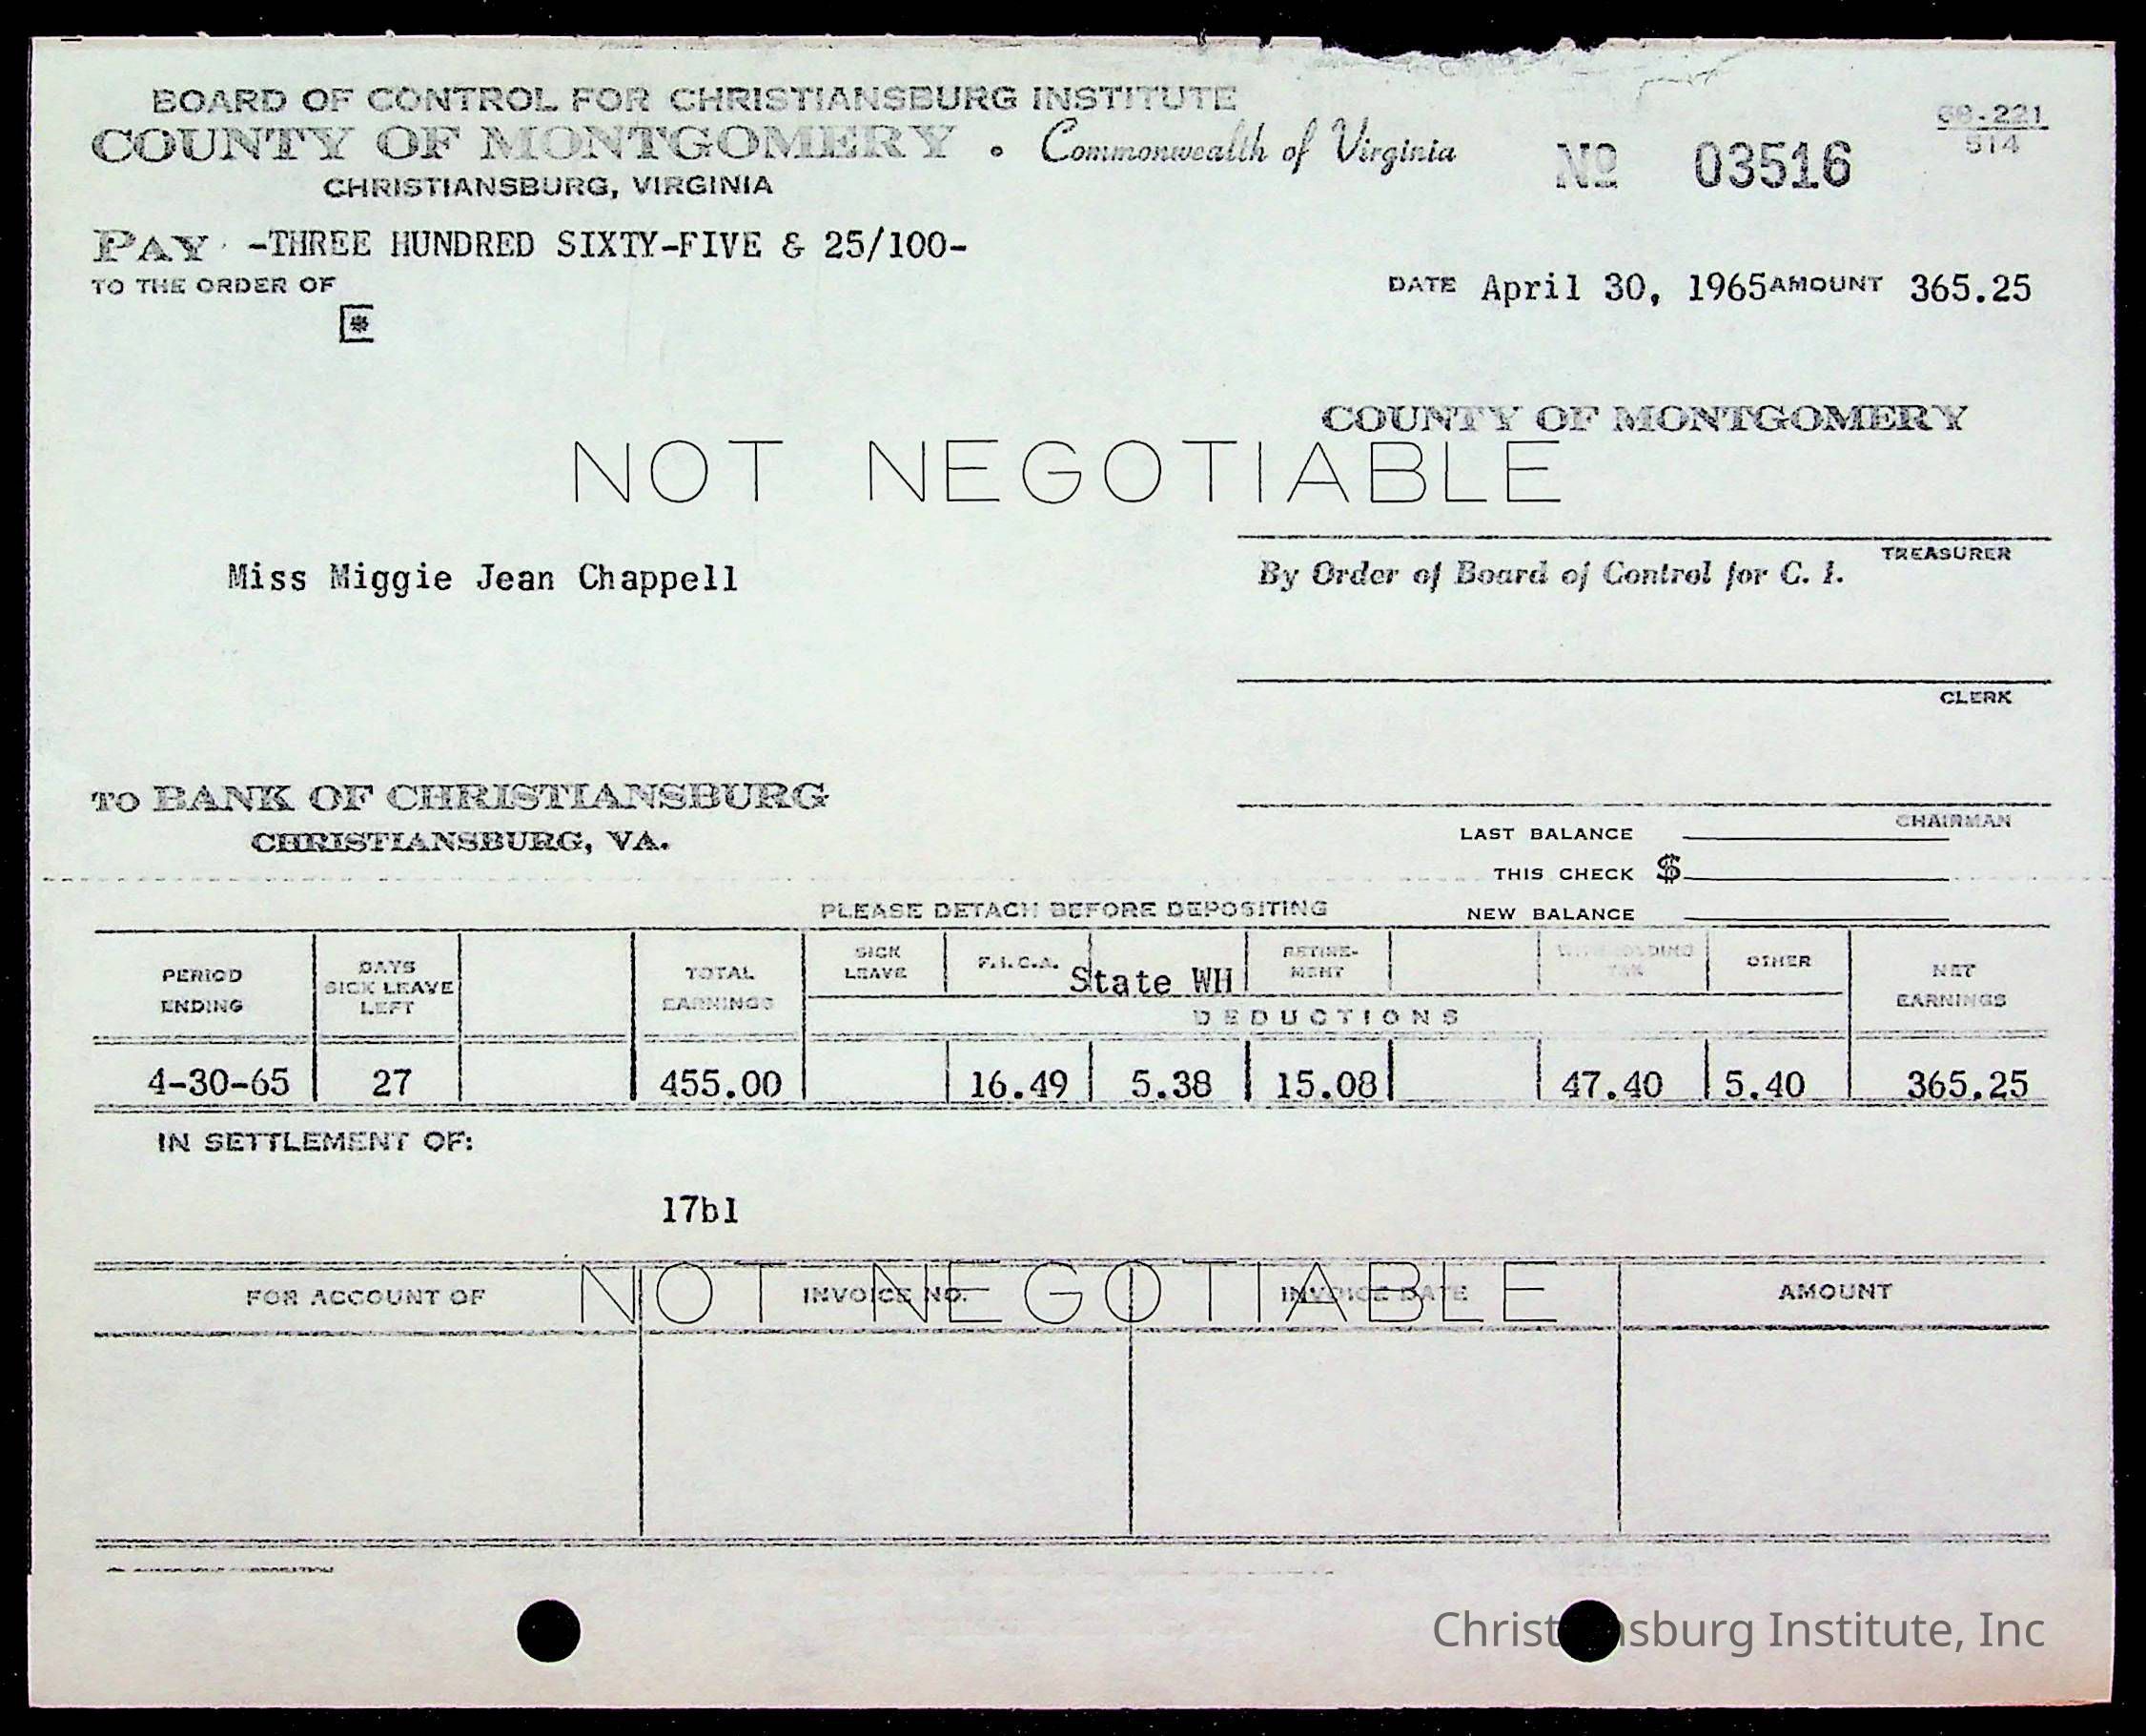 BOARD OF CONTROL FOR CHRISTIANSBURG INSTITUTE
COUNTY OF MONTGOMERY • Commonwealth of Virginia
CHRISTIANSBURG, VIRGINIA
Nº 03516
68-221
514
PAY -THREE HUNDRED SIXTY-FIVE & 25/100-
TO THE ORDER OF
DATE April 30, 1965 AMOUNT 365.25
COUNTY OF MONTGOMERY
NOT NEGOTIABLE
TREASURER
Miss Miggie Jean Chappell
By Order of Board of Control for C. I.
CLERK
TO BANK OF CHRISTIANSBURG
CHRISTIANSBURG, VA.
CHAIRMAN
LAST BALANCE
THIS CHECK $
NEW BALANCE
PLEASE DETACH BEFORE DEPOSITING
PERIOD ENDING DAYS SICK LEAVE LEFT TOTAL EARNINGS SICK LEAVE F.I.C.A. State WH RETIRE-MENT WITHHOLDING TAX OTHER NET EARNINGS
DEDUCTIONS
4-30-65 27 455.00 16.49 5.38 15.08 47.40 5.40 365.25
IN SETTLEMENT OF:
17b1
NOT NEGOTIABLE
FOR ACCOUNT OF INVOICE NO. INVOICE DATE AMOUNT
Christiansburg Institute, Inc